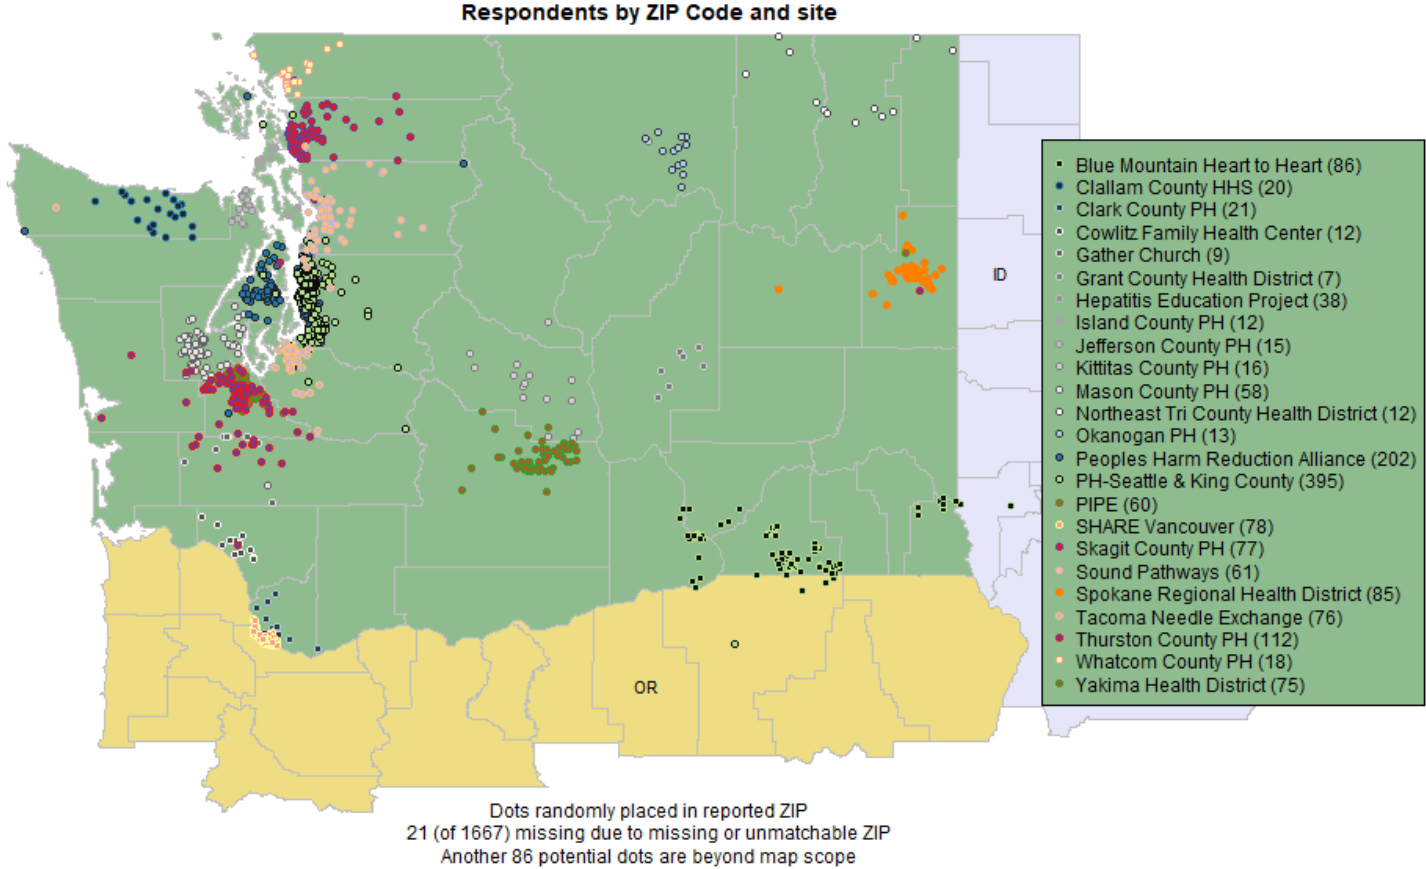 Respondents by ZIP Code and site
Blue Mountain Heart to Heart (86)
Clallam County HHS (20)
Clark County PH (21)
Cowlitz Family Health Center (12)
Gather Church (9)
Grant County Health District (7)
Hepatitis Education Project (38)
Island County PH (12)
Jefferson County PH (15)
Kittitas County PH (16)
Mason County PH (58)
Northeast Tri County Health District (12)
Okanogan PH (13)
Peoples Harm Reduction Alliance (202)
PH-Seattle & King County (395)
PIPE (60)
SHARE Vancouver (78)
Skagit County PH (77)
Sound Pathways (61)
Spokane Regional Health District (85)
Tacoma Needle Exchange (76)
Thurston County PH (112)
Whatcom County PH (18)
Yakima Health District (75)
ID
OR
Dots randomly placed in reported ZIP
21 (of 1667) missing due to missing or unmatchable ZIP
Another 86 potential dots are beyond map scope